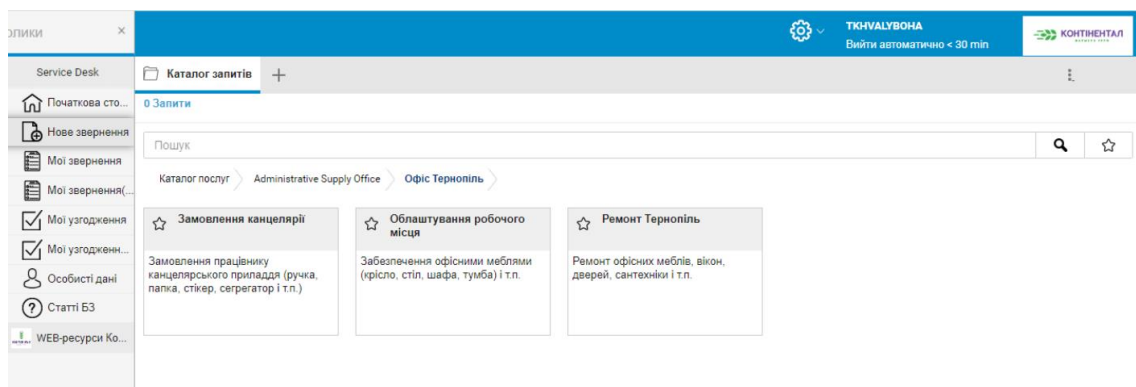 олики ×
TKHVALYBOHA
Вийти автоматично < 30 min
КОНТІНЕНТАЛ
Service Desk
Каталог запитів +
Початкова сто...
0 Запити
Нове звернення
Пошук
Мої звернення
Каталог послуг Administrative Supply Office Офіс Тернопіль
Мої звернення(...
Мої узгодження
Замовлення канцелярії
Облаштування робочого
місця
Ремонт Тернопіль
Мої узгодженн...
Замовлення працівнику
канцелярського приладдя (ручка,
папка, стікер, сегрегатор і т.п.)
Забезпечення офісними меблями
(крісло, стіл, шафа, тумба) і т.п.
Ремонт офісних меблів, вікон,
дверей, сантехніки і т.п.
Особисті дані
Статті БЗ
WEB-ресурси Ко...